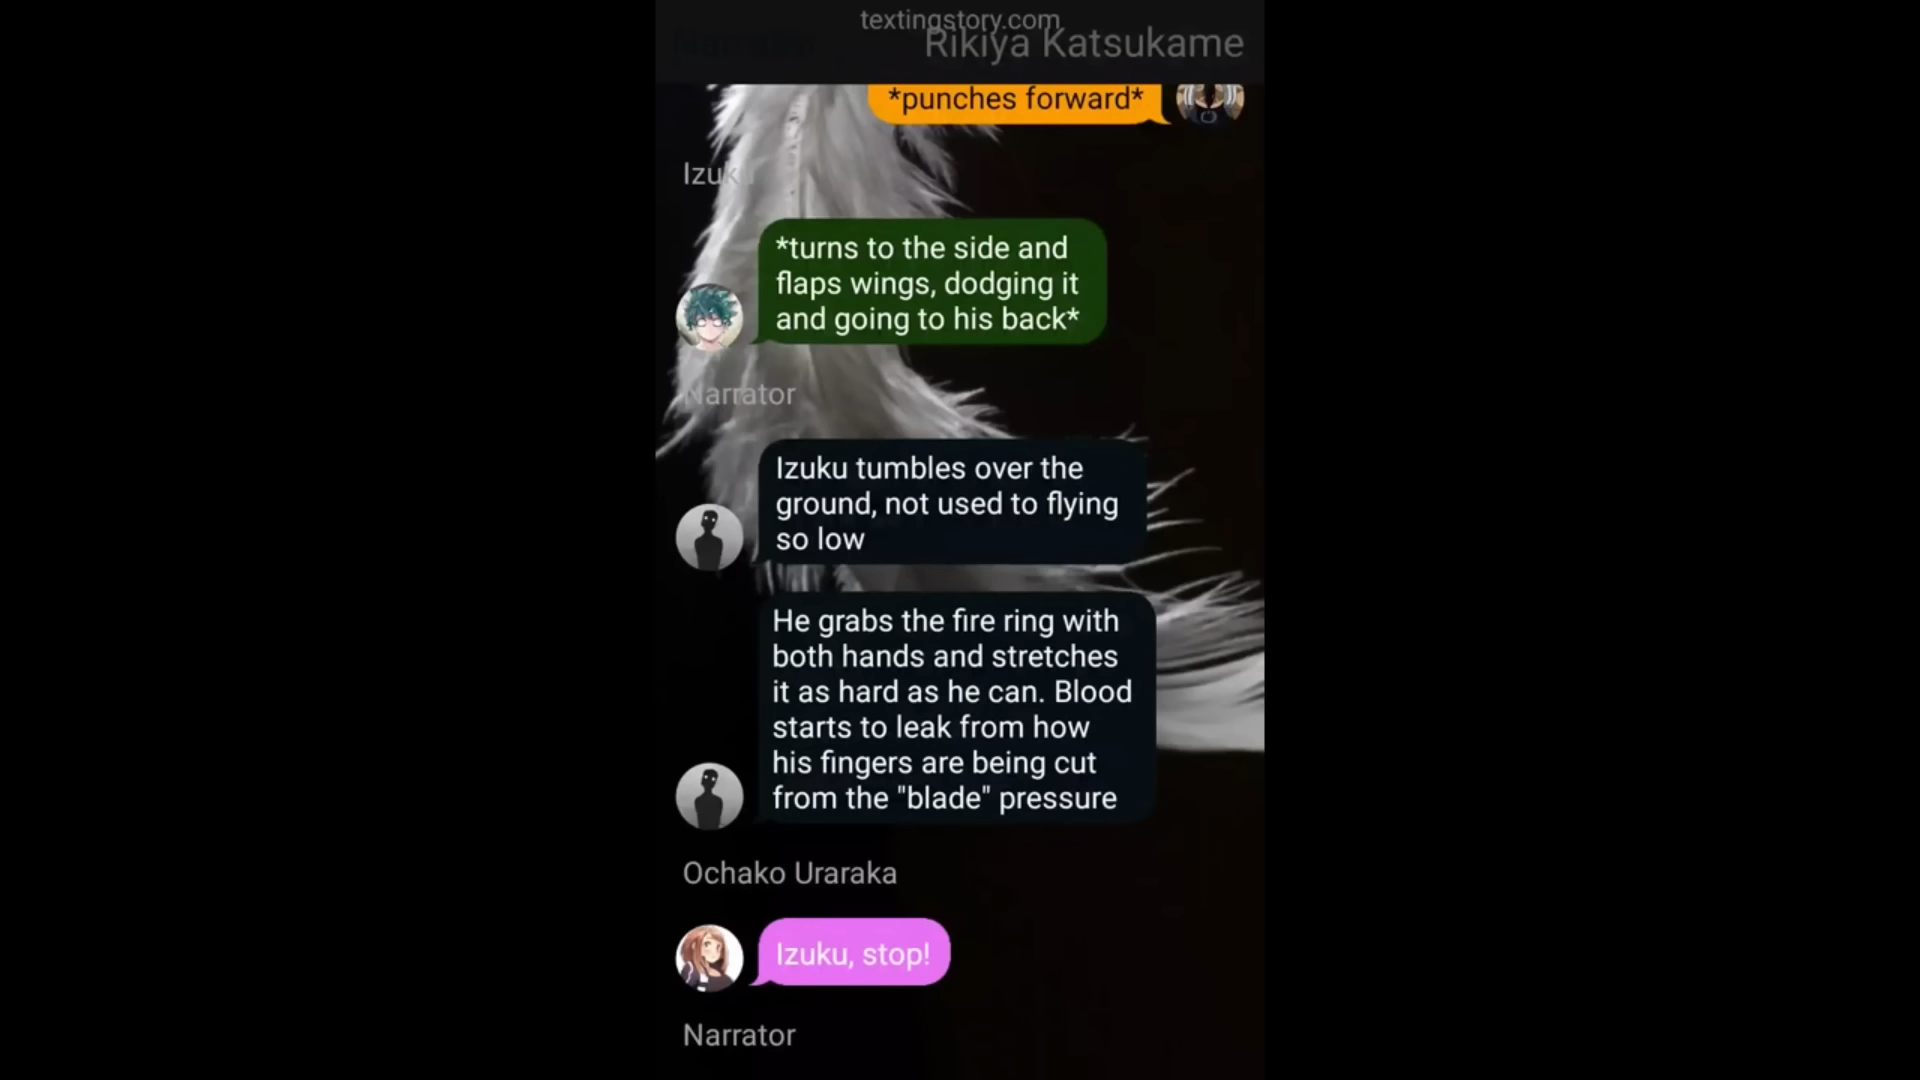 textingstory.com
Rikiya Katsukame
*punches forward*
Izuku
*turns to the side and
flaps wings, dodging it
and going to his back*
Narrator
Izuku tumbles over the
ground, not used to flying
so low
He grabs the fire ring with
both hands and stretches
it as hard as he can. Blood
starts to leak from how
his fingers are being cut
from the "blade" pressure
Ochako Uraraka
Izuku, stop!
Narrator